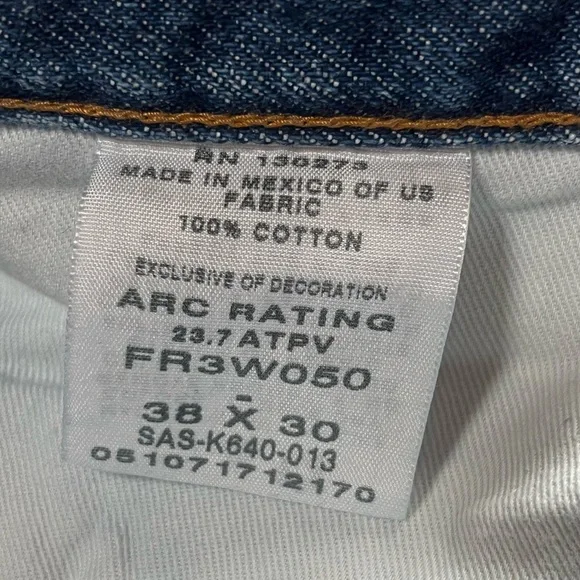 RN 130273
MADE IN MEXICO OF US
FABRIC
100% COTTON
EXCLUSIVE OF DECORATION
ARC RATING
23.7 ATPV
FR3W050
-
38 X 30
SAS-K640-013
051071712170